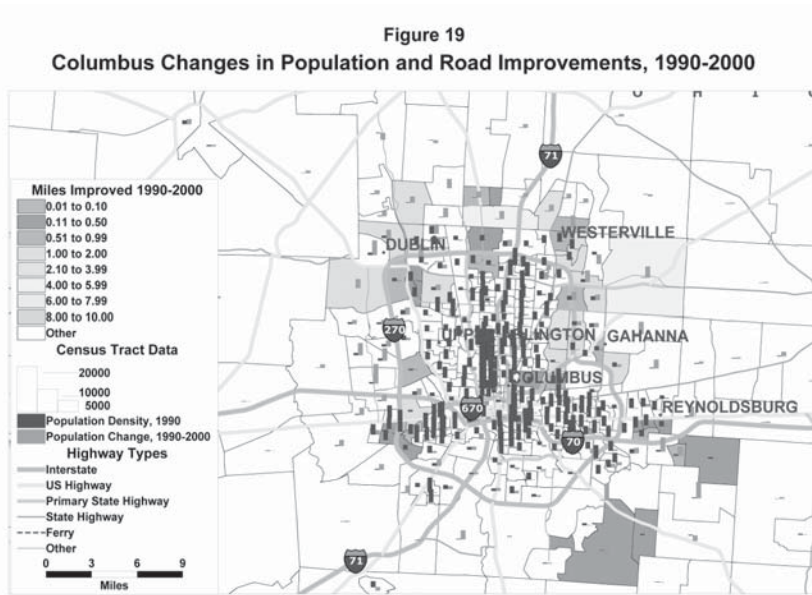 Figure 19
Columbus Changes in Population and Road Improvements, 1990-2000
O H I
71
Miles Improved 1990-2000
0.01 to 0.10
0.11 to 0.50
0.51 to 0.99
1.00 to 2.00
2.10 to 3.99
4.00 to 5.99
6.00 to 7.99
8.00 to 10.00
Other
Census Tract Data
20000
10000
5000
Population Density, 1990
Population Change, 1990-2000
Highway Types
Interstate
US Highway
Primary State Highway
State Highway
Ferry
Other
0 3 6 9
Miles
WESTERVILLE
DUBLIN
270
GAHANNA
COLUMBUS
670
REYNOLDSBURG
70
71